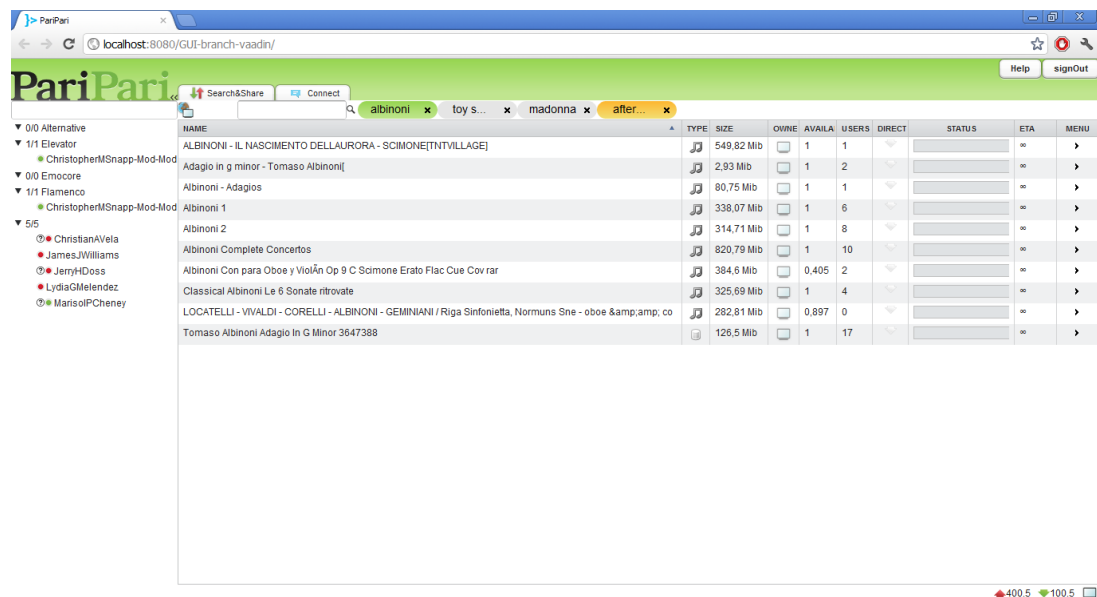 PariPari
localhost:8080/GUI-branch-vaadin/
Help signOut
PariPari
Search&Share Connect
albinoni toy s... madonna after...
▼ 0/0 Alternative
▼ 1/1 Elevator
ChristopherMSnapp-Mod-Mod
▼ 0/0 Emocore
▼ 1/1 Flamenco
ChristopherMSnapp-Mod-Mod
▼ 5/5
ChristianAVela
JamesJWilliams
JerryHDoss
LydiaGMelendez
MarisolPCheney
NAME TYPE SIZE OWNE AVAILA USERS DIRECT STATUS ETA MENU
ALBINONI - IL NASCIMENTO DELLAURORA - SCIMONE[TNTVILLAGE] 549,82 Mib 1 1 ∞
Adagio in g minor - Tomaso Albinoni[ 2,93 Mib 1 2 ∞
Albinoni - Adagios 80,75 Mib 1 1 ∞
Albinoni 1 338,07 Mib 1 6 ∞
Albinoni 2 314,71 Mib 1 8 ∞
Albinoni Complete Concertos 820,79 Mib 1 10 ∞
Albinoni Con para Oboe y ViolÃn Op 9 C Scimone Erato Flac Cue Cov rar 384,6 Mib 0,405 2 ∞
Classical Albinoni Le 6 Sonate ritrovate 325,69 Mib 1 4 ∞
LOCATELLI - VIVALDI - CORELLI - ALBINONI - GEMINIANI / Riga Sinfonietta, Normuns Sne - oboe &amp;amp; co 282,81 Mib 0,897 0 ∞
Tomaso Albinoni Adagio In G Minor 3647388 126,5 Mib 1 17 ∞
400.5 100.5